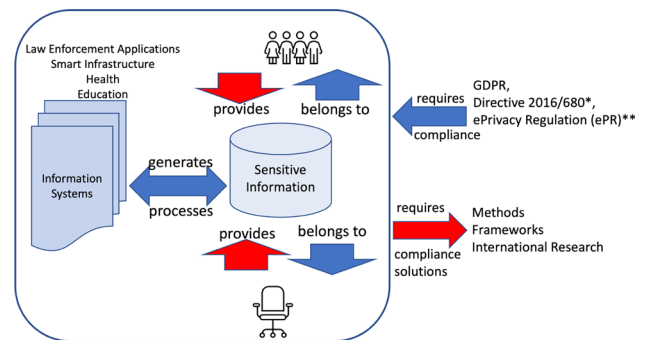 Law Enforcement Applications
Smart Infrastructure
Health
Education
Information
Systems
generates
processes
Sensitive
Information
provides
belongs to
provides
belongs to
requires
compliance
GDPR,
Directive 2016/680*,
ePrivacy Regulation (ePR)**
requires
compliance
solutions
Methods
Frameworks
International Research